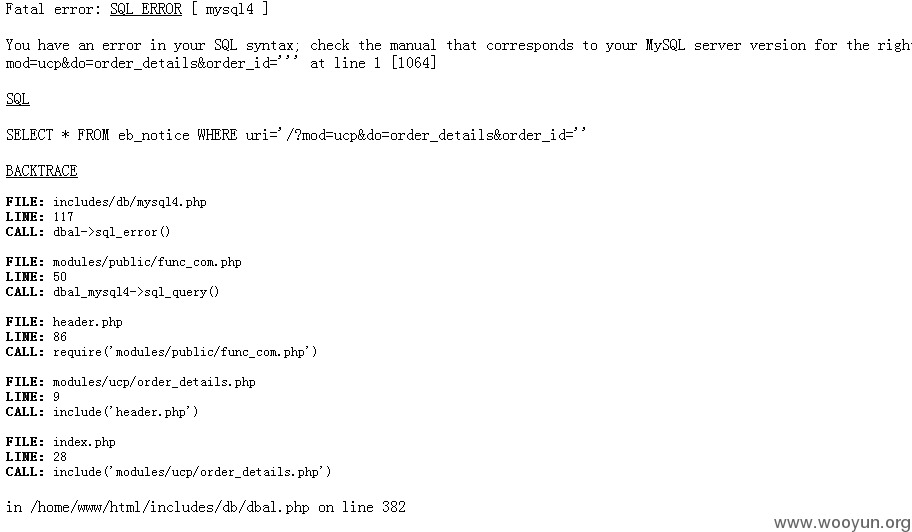 Fatal error: SQL ERROR [ mysql4 ]
You have an error in your SQL syntax; check the manual that corresponds to your MySQL server version for the
mod=ucp&do=order_details&order_id=''' at line 1 [1064]
SQL
SELECT * FROM eb_notice WHERE uri='/?mod=ucp&do=order_details&order_id=''
BACKTRACE
FILE: includes/db/mysql4.php
LINE: 117
CALL: dbal->sql_error()
FILE: modules/public/func_com.php
LINE: 50
CALL: dbal_mysql4->sql_query()
FILE: header.php
LINE: 86
CALL: require('modules/public/func_com.php')
FILE: modules/ucp/order_details.php
LINE: 9
CALL: include('header.php')
FILE: index.php
LINE: 28
CALL: include('modules/ucp/order_details.php')
in /home/www/html/includes/db/dbal.php on line 382
www.wooyun.org